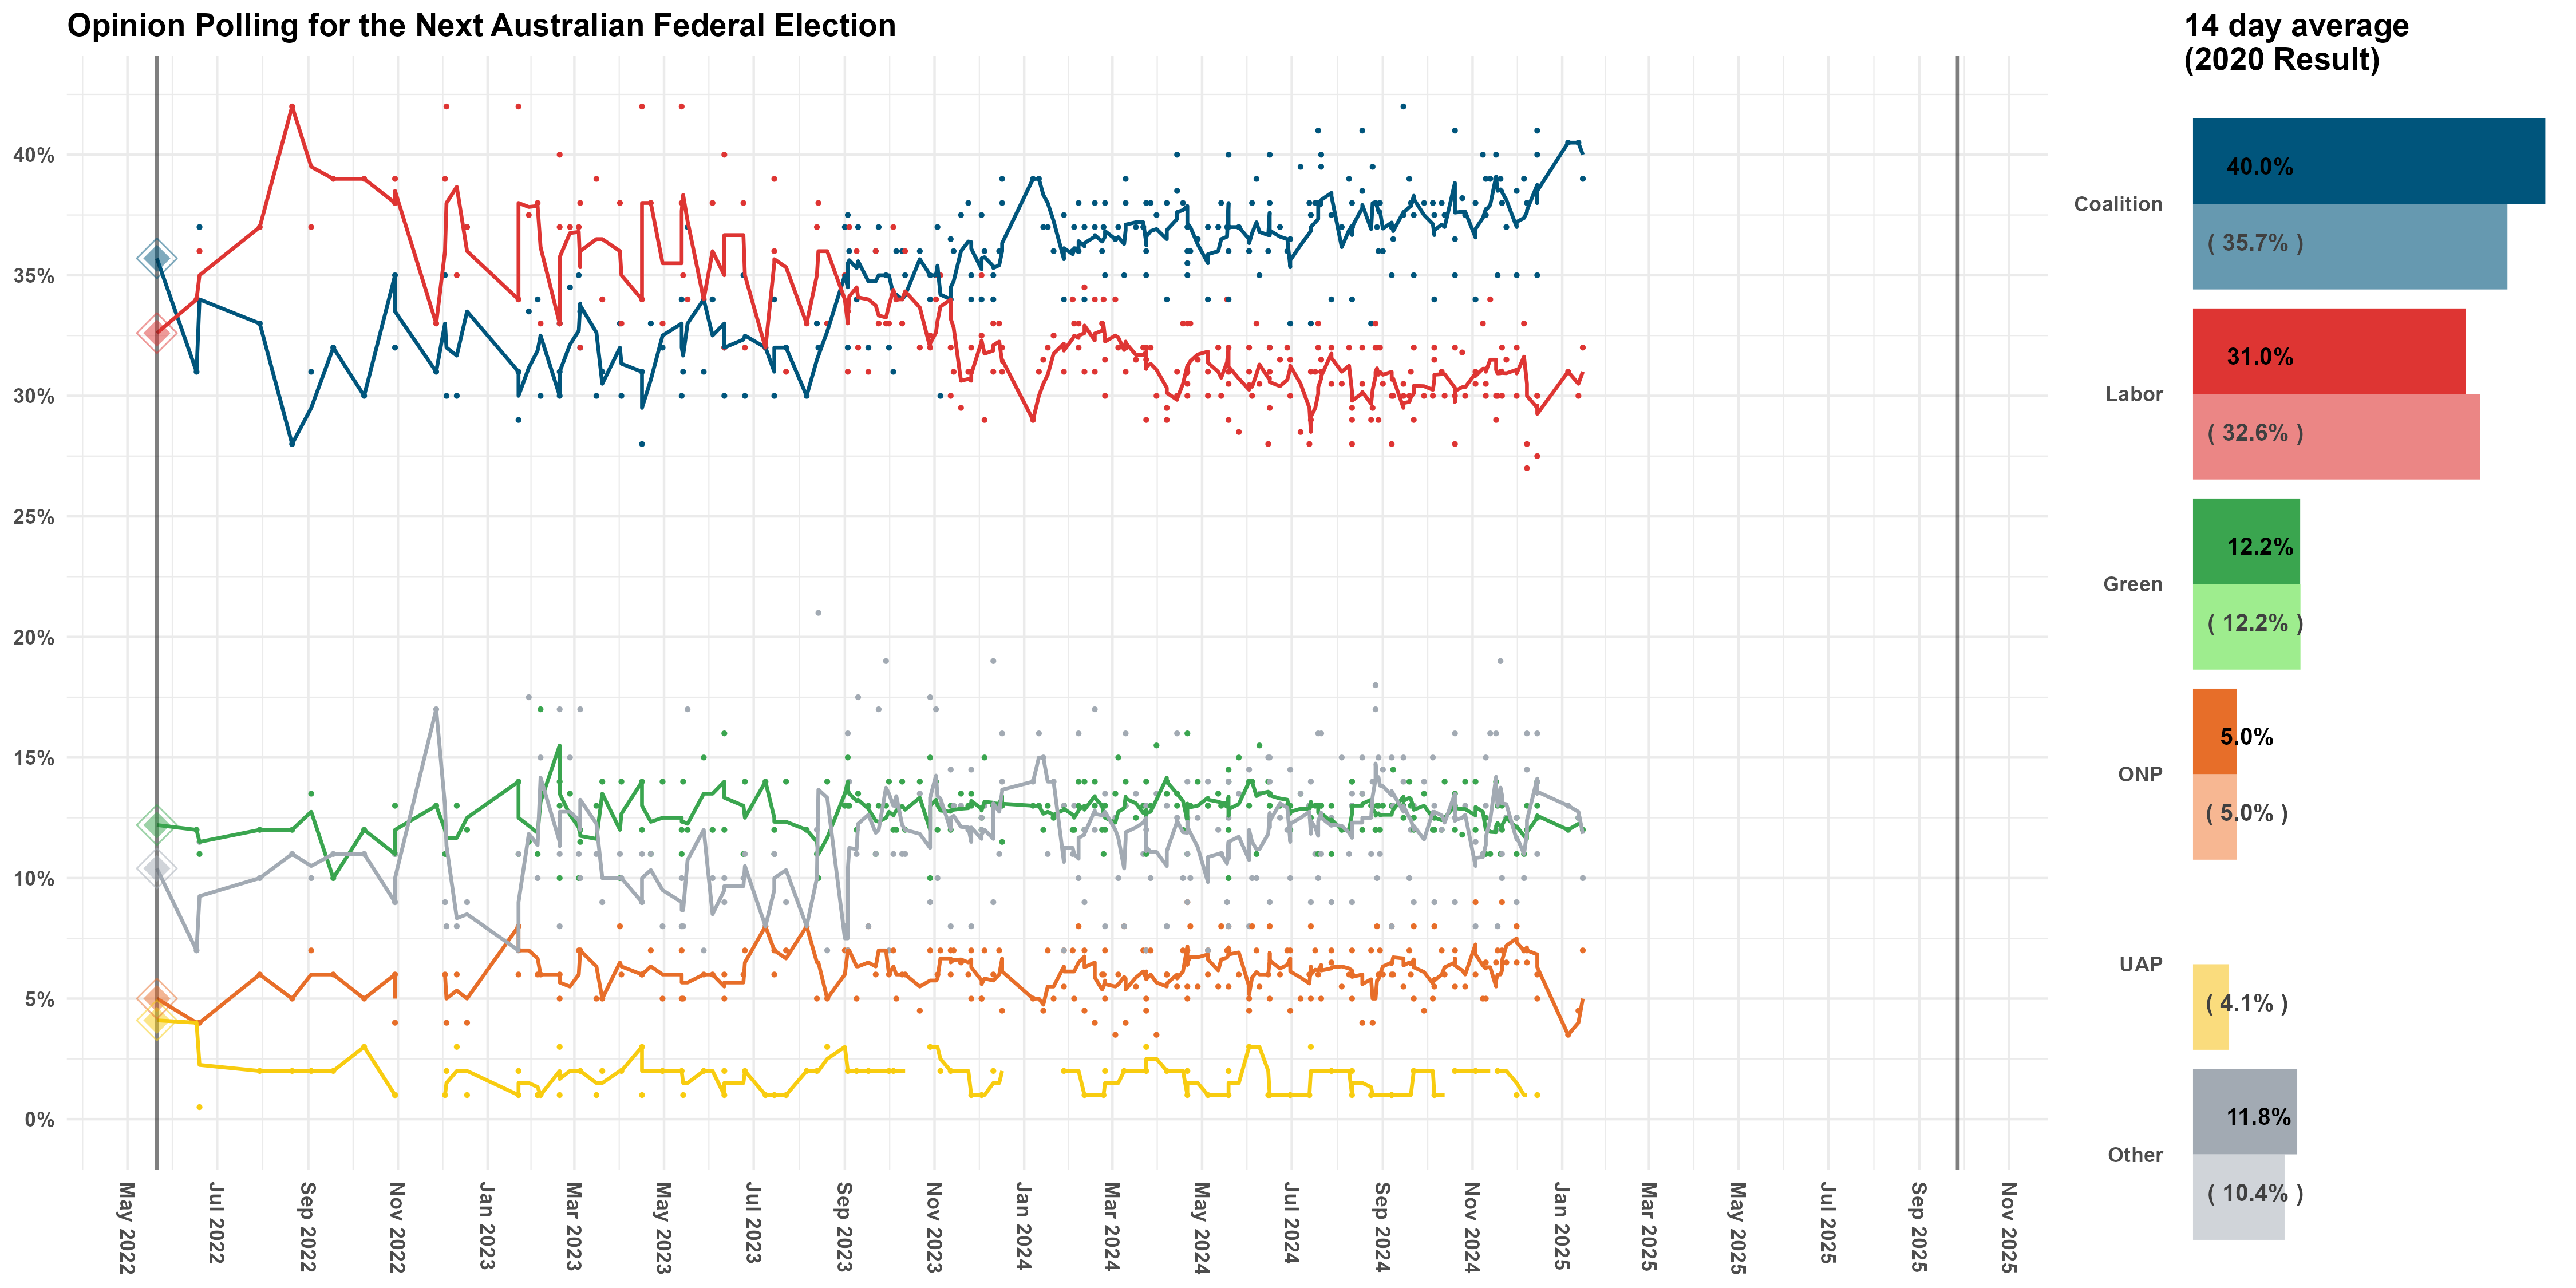 Opinion Polling for the Next Australian Federal Election
14 day average
(2020 Result)
40%
35%
30%
25%
20%
15%
10%
5%
0%
May 2022
Jul 2022
Sep 2022
Nov 2022
Jan 2023
Mar 2023
May 2023
Jul 2023
Sep 2023
Nov 2023
Jan 2024
Mar 2024
May 2024
Jul 2024
Sep 2024
Nov 2024
Jan 2025
Mar 2025
May 2025
Jul 2025
Sep 2025
Nov 2025
Coalition
40.0%
( 35.7% )
Labor
31.0%
( 32.6% )
Green
12.2%
( 12.2% )
ONP
5.0%
( 5.0% )
UAP
( 4.1% )
Other
11.8%
( 10.4% )